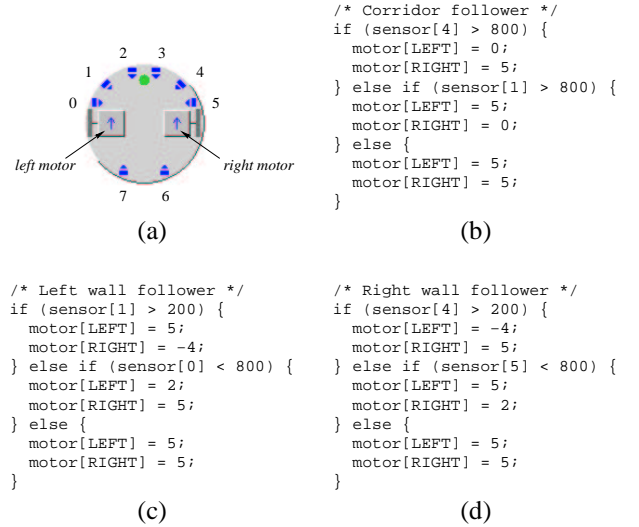 2 3
1 4
0 5
left motor right motor
7 6
(a)
/* Corridor follower */
if (sensor[4] > 800) {
  motor[LEFT] = 0;
  motor[RIGHT] = 5;
} else if (sensor[1] > 800) {
  motor[LEFT] = 5;
  motor[RIGHT] = 0;
} else {
  motor[LEFT] = 5;
  motor[RIGHT] = 5;
}
(b)
/* Left wall follower */
if (sensor[1] > 200) {
  motor[LEFT] = 5;
  motor[RIGHT] = −4;
} else if (sensor[0] < 800) {
  motor[LEFT] = 2;
  motor[RIGHT] = 5;
} else {
  motor[LEFT] = 5;
  motor[RIGHT] = 5;
}
(c)
/* Right wall follower */
if (sensor[4] > 200) {
  motor[LEFT] = −4;
  motor[RIGHT] = 5;
} else if (sensor[5] < 800) {
  motor[LEFT] = 5;
  motor[RIGHT] = 2;
} else {
  motor[LEFT] = 5;
  motor[RIGHT] = 5;
}
(d)